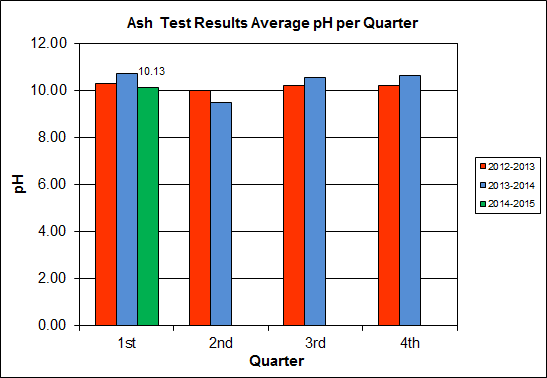 Ash  Test Results Average pH per Quarter
12.00
10.00
8.00
6.00
4.00
2.00
0.00
pH
10.13
1st 2nd 3rd 4th
Quarter
2012-2013
2013-2014
2014-2015